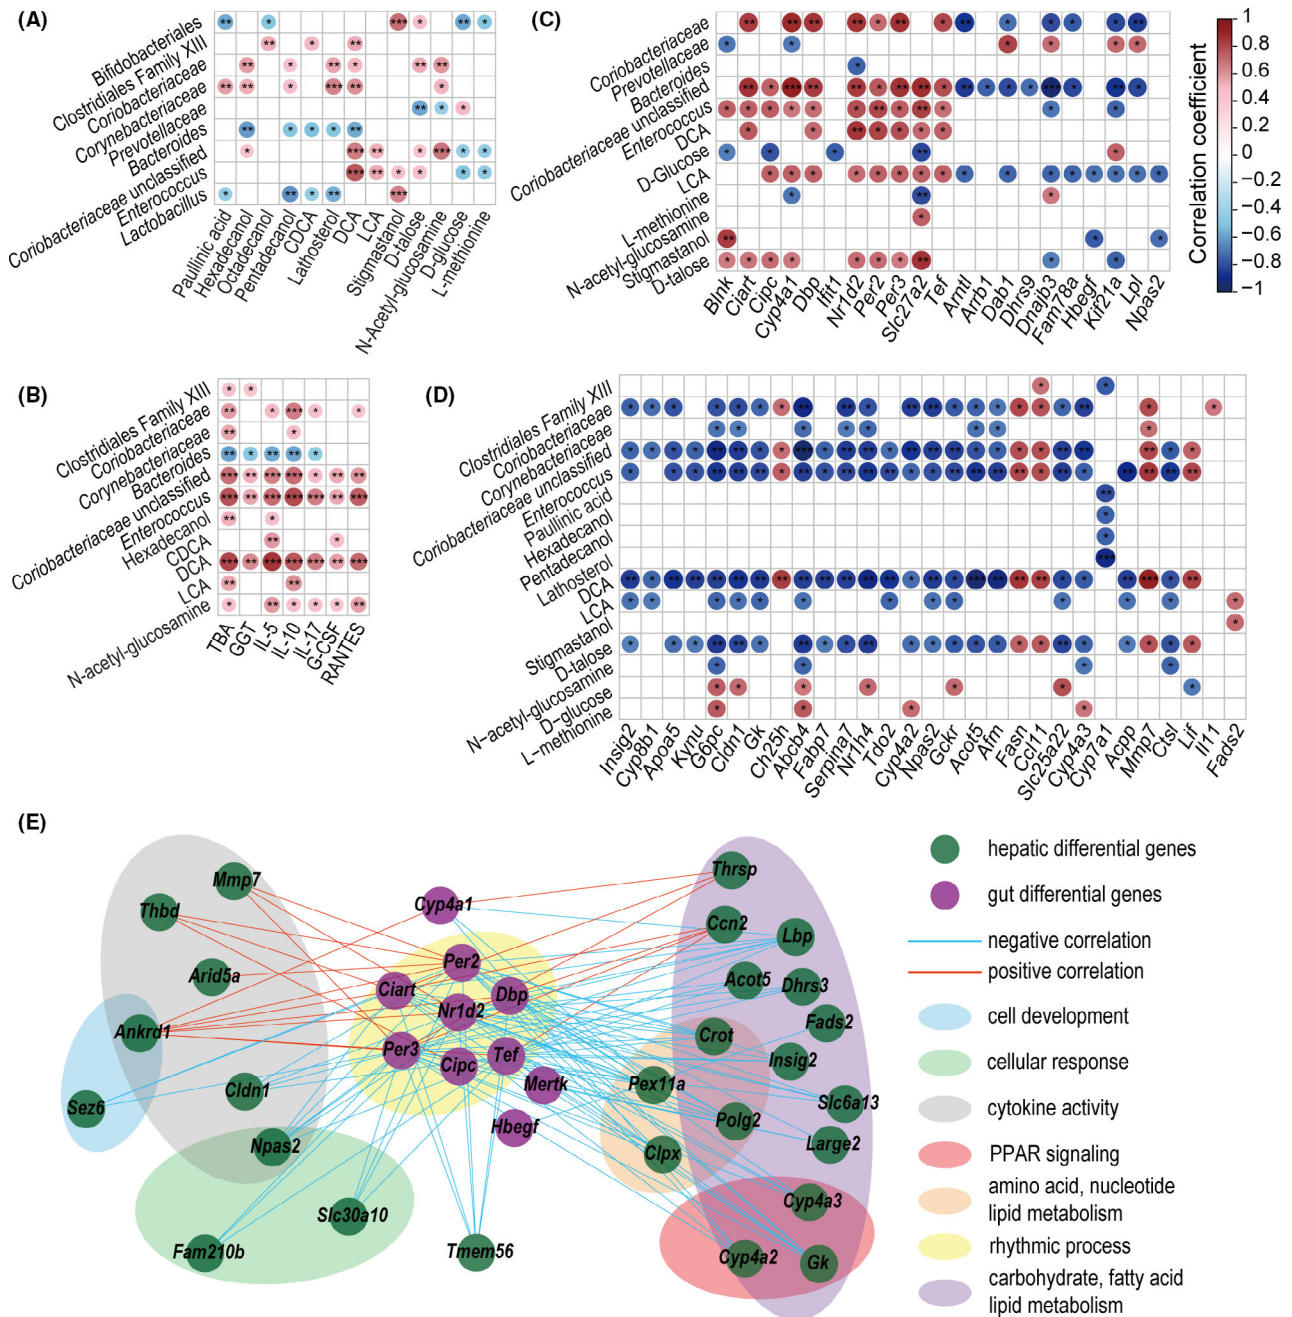 (A)
Bifidobacteriales
Clostridiales Family XIII
Coriobacteriaceae
Corynebacteriaceae
Prevotellaceae
Bacteroides
Coriobacteriaceae unclassified
Enterococcus
Lactobacillus
Paullinic acid
Hexadecanol
Octadecanol
Pentadecanol
CDCA
Lathosterol
DCA
LCA
Stigmastanol
D-talose
N-Acetyl-glucosamine
D-glucose
L-methionine
(C)
Coriobacteriaceae
Prevotellaceae
Bacteroides
Coriobacteriaceae unclassified
Enterococcus
DCA
D-Glucose
LCA
L-methionine
N-acetyl-glucosamine
Stigmastanol
D-talose
Blnk
Ciart
Cipc
Cyp4a1
Dbp
Ifit1
Nr1d2
Per2
Per3
Slc27a2
Tef
Arntl
Arrb1
Dab1
Dhrs9
Dnajb3
Fam78a
Hbegf
Kif21a
Lpl
Npas2
1
0.8
0.6
0.4
0.2
0
−0.2
−0.4
−0.6
−0.8
−1
Correlation coefficient
(B)
Clostridiales Family XIII
Coriobacteriaceae
Corynebacteriaceae
Bacteroides
Coriobacteriaceae unclassified
Enterococcus
Hexadecanol
CDCA
DCA
LCA
N-acetyl-glucosamine
TBA
GGT
IL-5
IL-10
IL-17
G-CSF
RANTES
(D)
Clostridiales Family XIII
Coriobacteriaceae
Corynebacteriaceae
Coriobacteriaceae unclassified
Enterococcus
Paullinic acid
Hexadecanol
Pentadecanol
Lathosterol
DCA
LCA
Stigmastanol
D-talose
N−acetyl-glucosamine
D−glucose
L−methionine
Insig2
Cyp8b1
Apoa5
Kynu
G6pc
Cldn1
Gk
Ch25h
Abcb4
Fabp7
Serpina7
Nr1h4
Tdo2
Cyp4a2
Npas2
Gckr
Acot5
Afm
Fasn
Ccl11
Slc25a22
Cyp4a3
Cyp7a1
Acpp
Mmp7
Ctsl
Lif
Il11
Fads2
(E)
Mmp7
Thbd
Arid5a
Ankrd1
Cldn1
Sez6
Npas2
Slc30a10
Fam210b
Tmem56
Cyp4a1
Per2
Ciart
Dbp
Nr1d2
Per3
Cipc
Tef
Mertk
Hbegf
Thrsp
Ccn2
Lbp
Acot5
Dhrs3
Fads2
Crot
Insig2
Pex11a
Slc6a13
Polg2
Large2
Clpx
Cyp4a3
Cyp4a2
Gk
hepatic differential genes
gut differential genes
negative correlation
positive correlation
cell development
cellular response
cytokine activity
PPAR signaling
amino acid, nucleotide
lipid metabolism
rhythmic process
carbohydrate, fatty acid
lipid metabolism